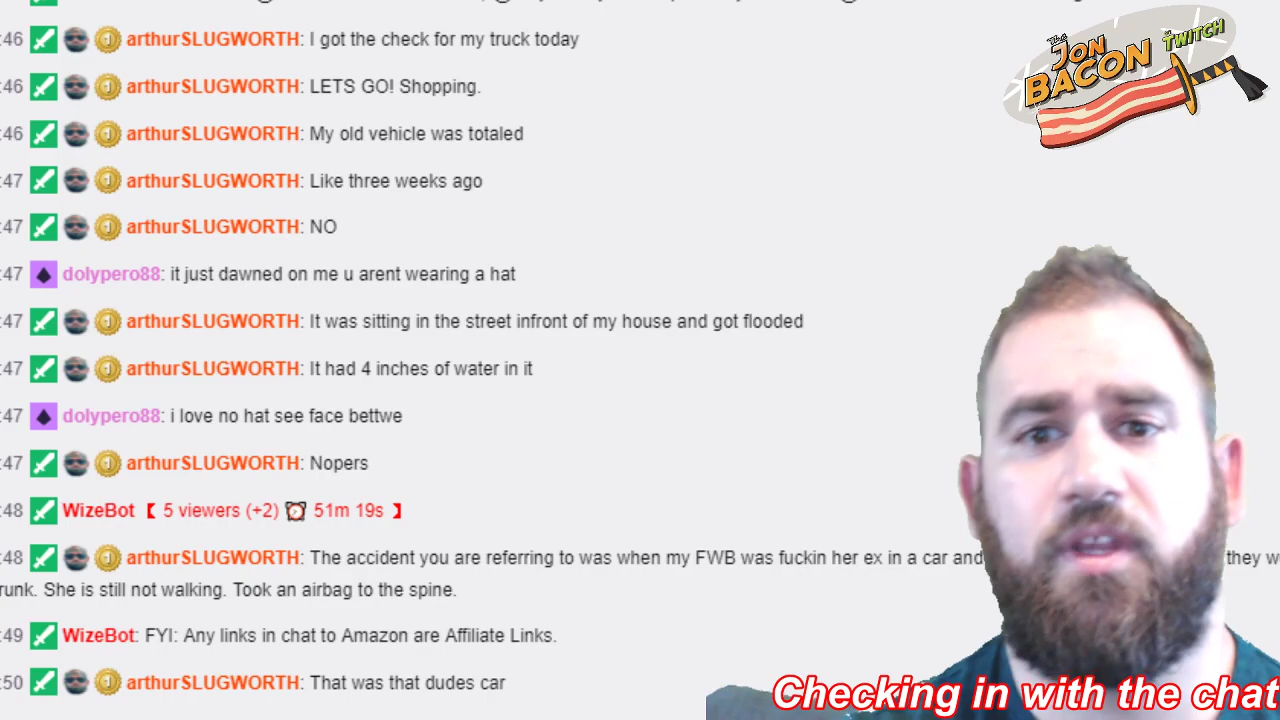 :46 arthurSLUGWORTH: I got the check for my truck today
:46 arthurSLUGWORTH: LETS GO! Shopping.
:46 arthurSLUGWORTH: My old vehicle was totaled
:47 arthurSLUGWORTH: Like three weeks ago
:47 arthurSLUGWORTH: NO
:47 dolypero88: it just dawned on me u arent wearing a hat
:47 arthurSLUGWORTH: It was sitting in the street infront of my house and got flooded
:47 arthurSLUGWORTH: It had 4 inches of water in it
:47 dolypero88: i love no hat see face bettwe
:47 arthurSLUGWORTH: Nopers
:48 WizeBot【 5 viewers (+2) ⏰ 51m 19s 】
:48 arthurSLUGWORTH: The accident you are referring to was when my FWB was fuckin her ex in a car and they w
runk. She is still not walking. Took an airbag to the spine.
:49 WizeBot: FYI: Any links in chat to Amazon are Affiliate Links.
:50 arthurSLUGWORTH: That was that dudes car
JON
BACON
TWITCH
Checking in with the chat